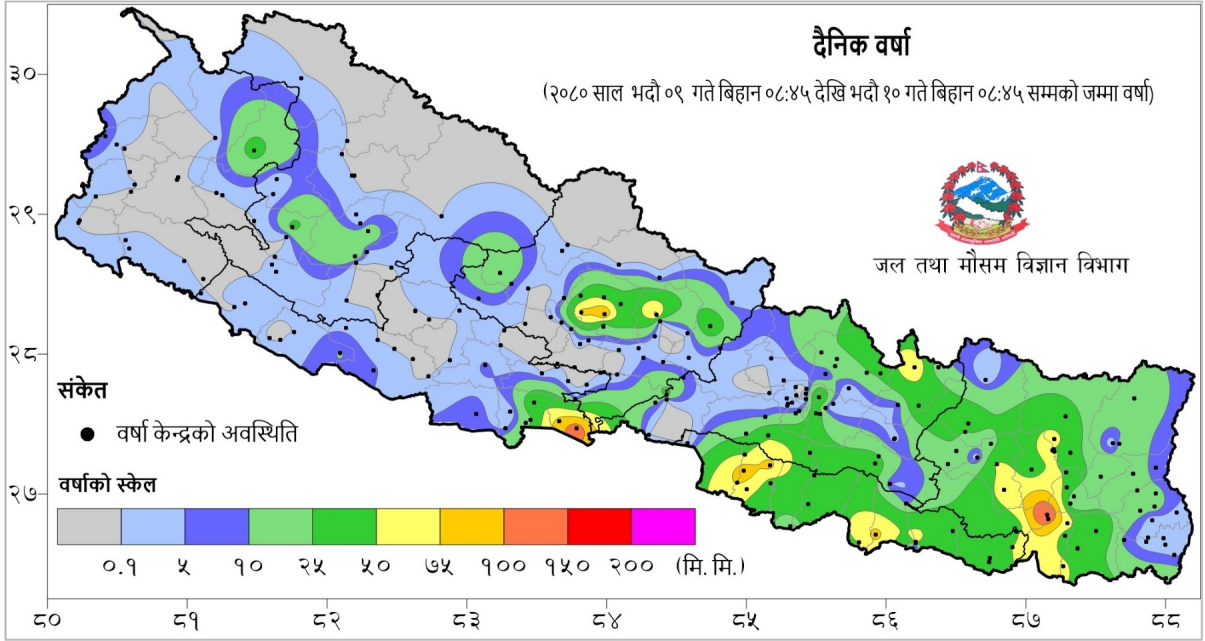 दैनिक वर्षा
(२०८० साल भदौ ०९ गते बिहान ०८:४५ देखि भदौ १० गते बिहान ०८:४५ सम्मको जम्मा वर्षा)
जल तथा मौसम विज्ञान विभाग
३०
२९
२८
२७
संकेत
वर्षा केन्द्रको अवस्थिति
वर्षाको स्केल
०.१ ५ १० २५ ५० ७५ १०० १५० २०० (मि. मि.)
८० ८१ ८२ ८३ ८४ ८५ ८६ ८७ ८८